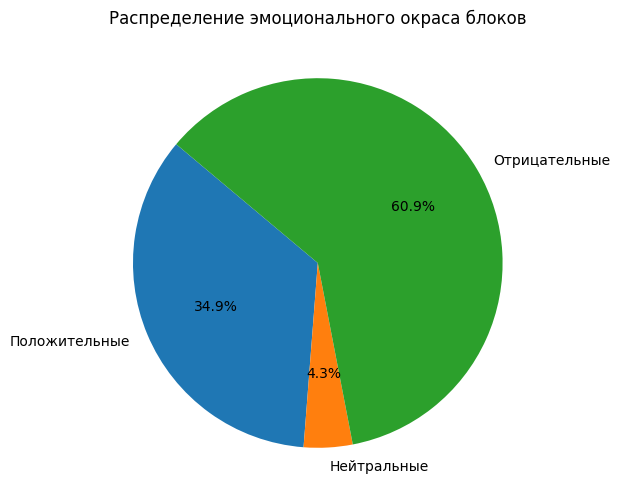 Распределение эмоционального окраса блоков
Отрицательные
60.9%
34.9%
Положительные
4.3%
Нейтральные